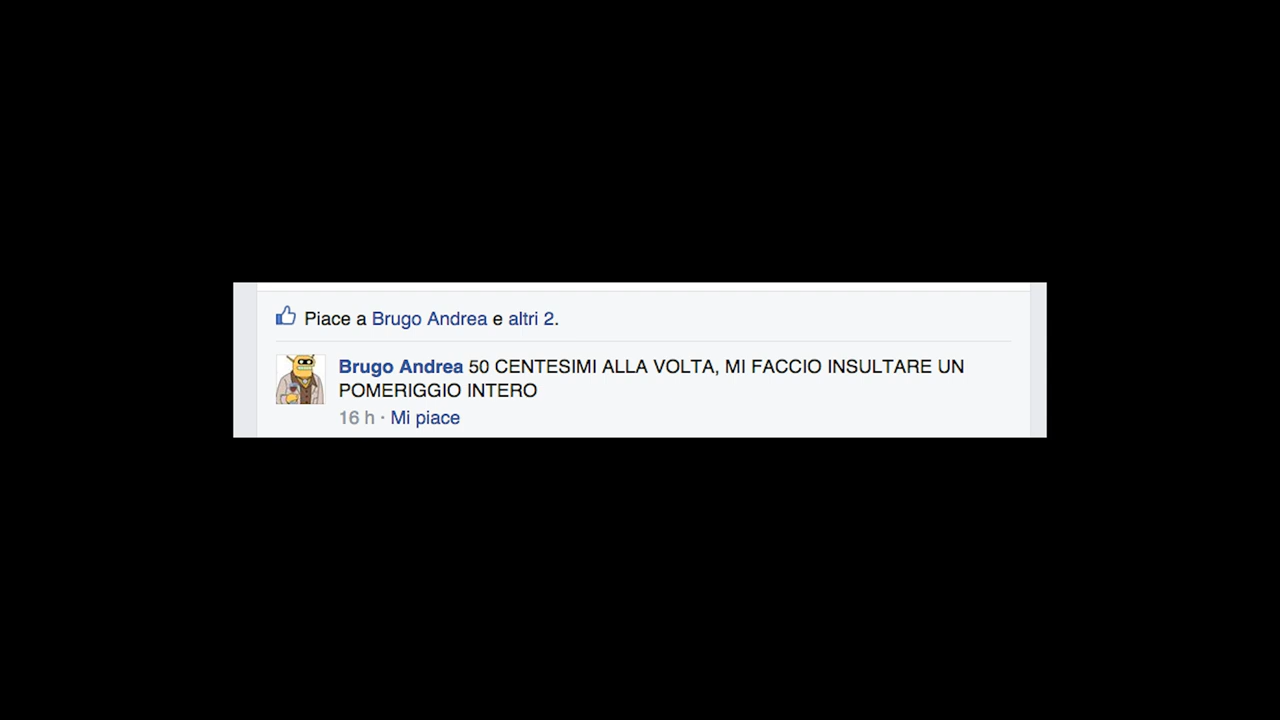 Piace a Brugo Andrea e altri 2.
Brugo Andrea 50 CENTESIMI ALLA VOLTA, MI FACCIO INSULTARE UN
POMERIGGIO INTERO
16 h · Mi piace